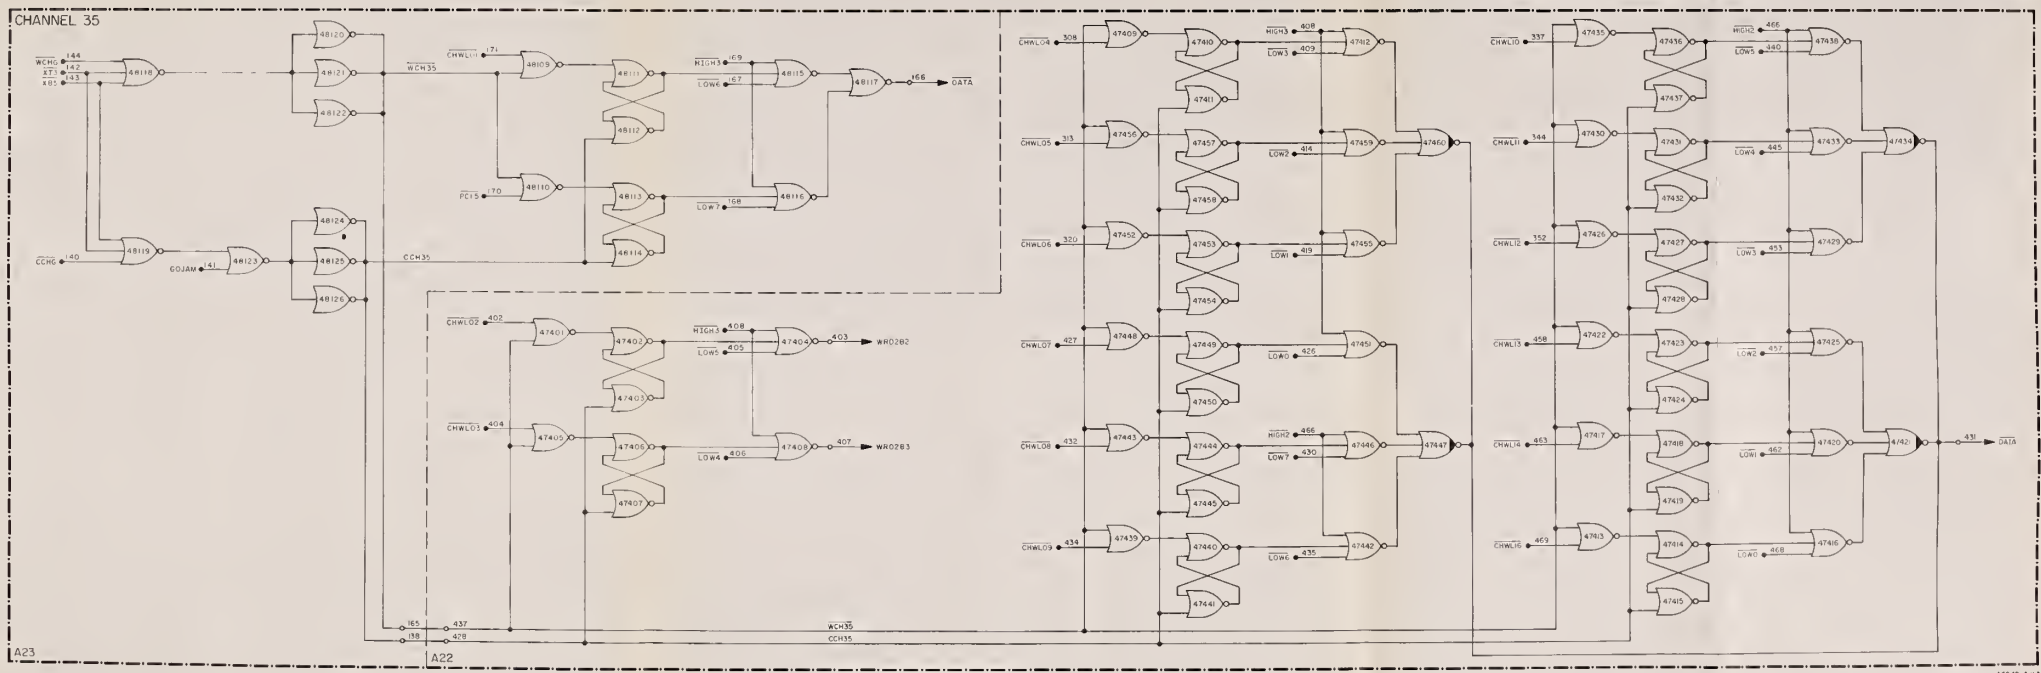 CHANNEL 35
WCHG 144
XT3 142
XB5 143
48118
48120
48121
48122
WCH35
CCHG 140
48119
GOJAM 141
48123
48124
48125
48126
CCH35
CHWL01 171
48109
48111
48112
HIGH3 169
LOW6 167
48115
48117
166 DATA
PC15 170
48110
48113
48114
LOW7 168
48116
CHWL02 402
47401
47402
47403
HIGH3 408
LOW5 405
47404
403 WRD2B2
CHWL03 404
47405
47406
47407
LOW4 406
47408
407 WRD2B3
165 437
138 428
WCH35
CCH35
A23
A22
CHWL04 308
47409
47410
47411
HIGH3 408
LOW3 409
47412
CHWL05 313
47456
47457
47458
LOW2 414
47459
47460
CHWL06 320
47452
47453
47454
LOW1 419
47455
CHWL07 427
47448
47449
47450
LOW0 426
47451
CHWL08 432
47443
47444
47445
HIGH2 466
LOW7 430
47446
47447
CHWL09 434
47439
47440
47441
LOW6 435
47442
CHWL10 337
47435
47436
47437
HIGH2 466
LOW5 440
47438
CHWL11 344
47430
47431
47432
LOW4 445
47433
47434
CHWL12 352
47426
47427
47428
LOW3 453
47429
CHWL13 458
47422
47423
47424
LOW2 457
47425
CHWL14 463
47417
47418
47419
LOW1 462
47420
47421
431 DATA
CHWL16 469
47413
47414
47415
LOW0 468
47416